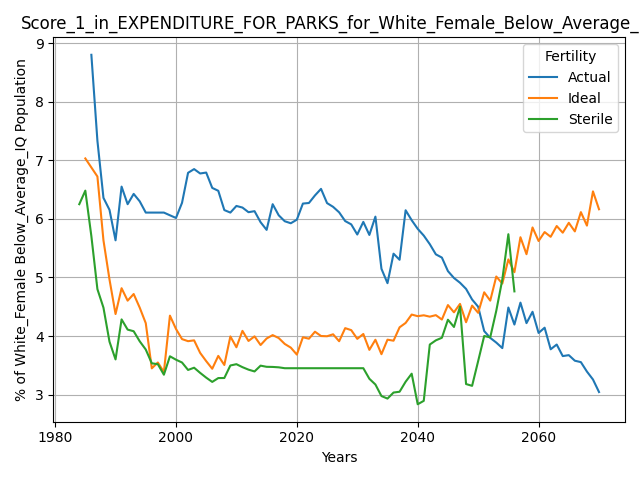 Score_1_in_EXPENDITURE_FOR_PARKS_for_White_Female_Below_Average_
% of White_Female Below_Average_IQ Population
9
8
7
6
5
4
3
Fertility
Actual
Ideal
Sterile
1980 2000 2020 2040 2060
Years